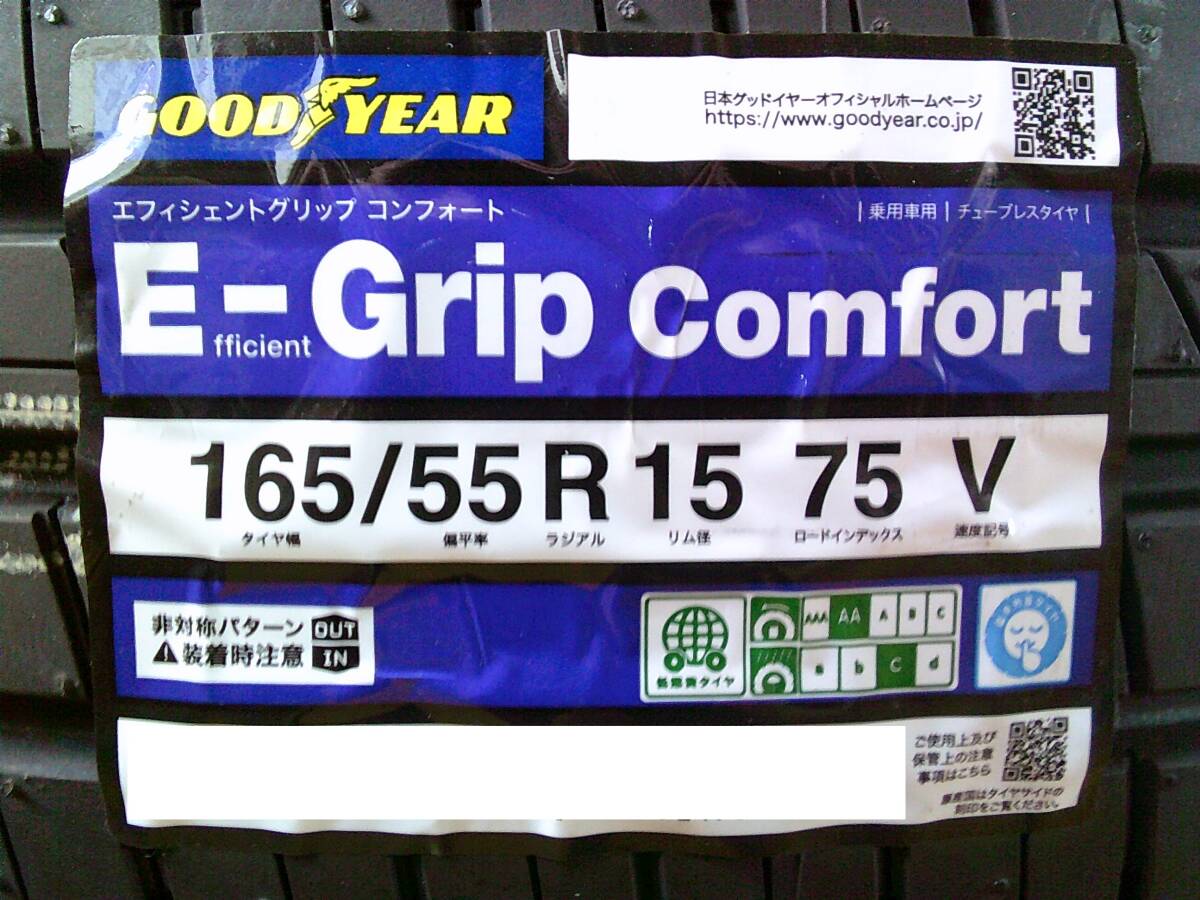 GOODYEAR
日本グッドイヤーオフィシャルホームページ
https://www.goodyear.co.jp/
エフィシェントグリップ コンフォート
|乗用車用|チューブレスタイヤ|
E-fficient Grip Comfort
165/55 R 15 75 V
タイヤ幅 偏平率 ラジアル リム径 ロードインデックス 速度記号
非対称パターン OUT
⚠装着時注意 IN
AAA AA A B C
a b c d
低燃費タイヤ
ご使用上及び
保管上の注意
事項はこちら
原産国はタイヤサイドの
刻印をご覧ください。